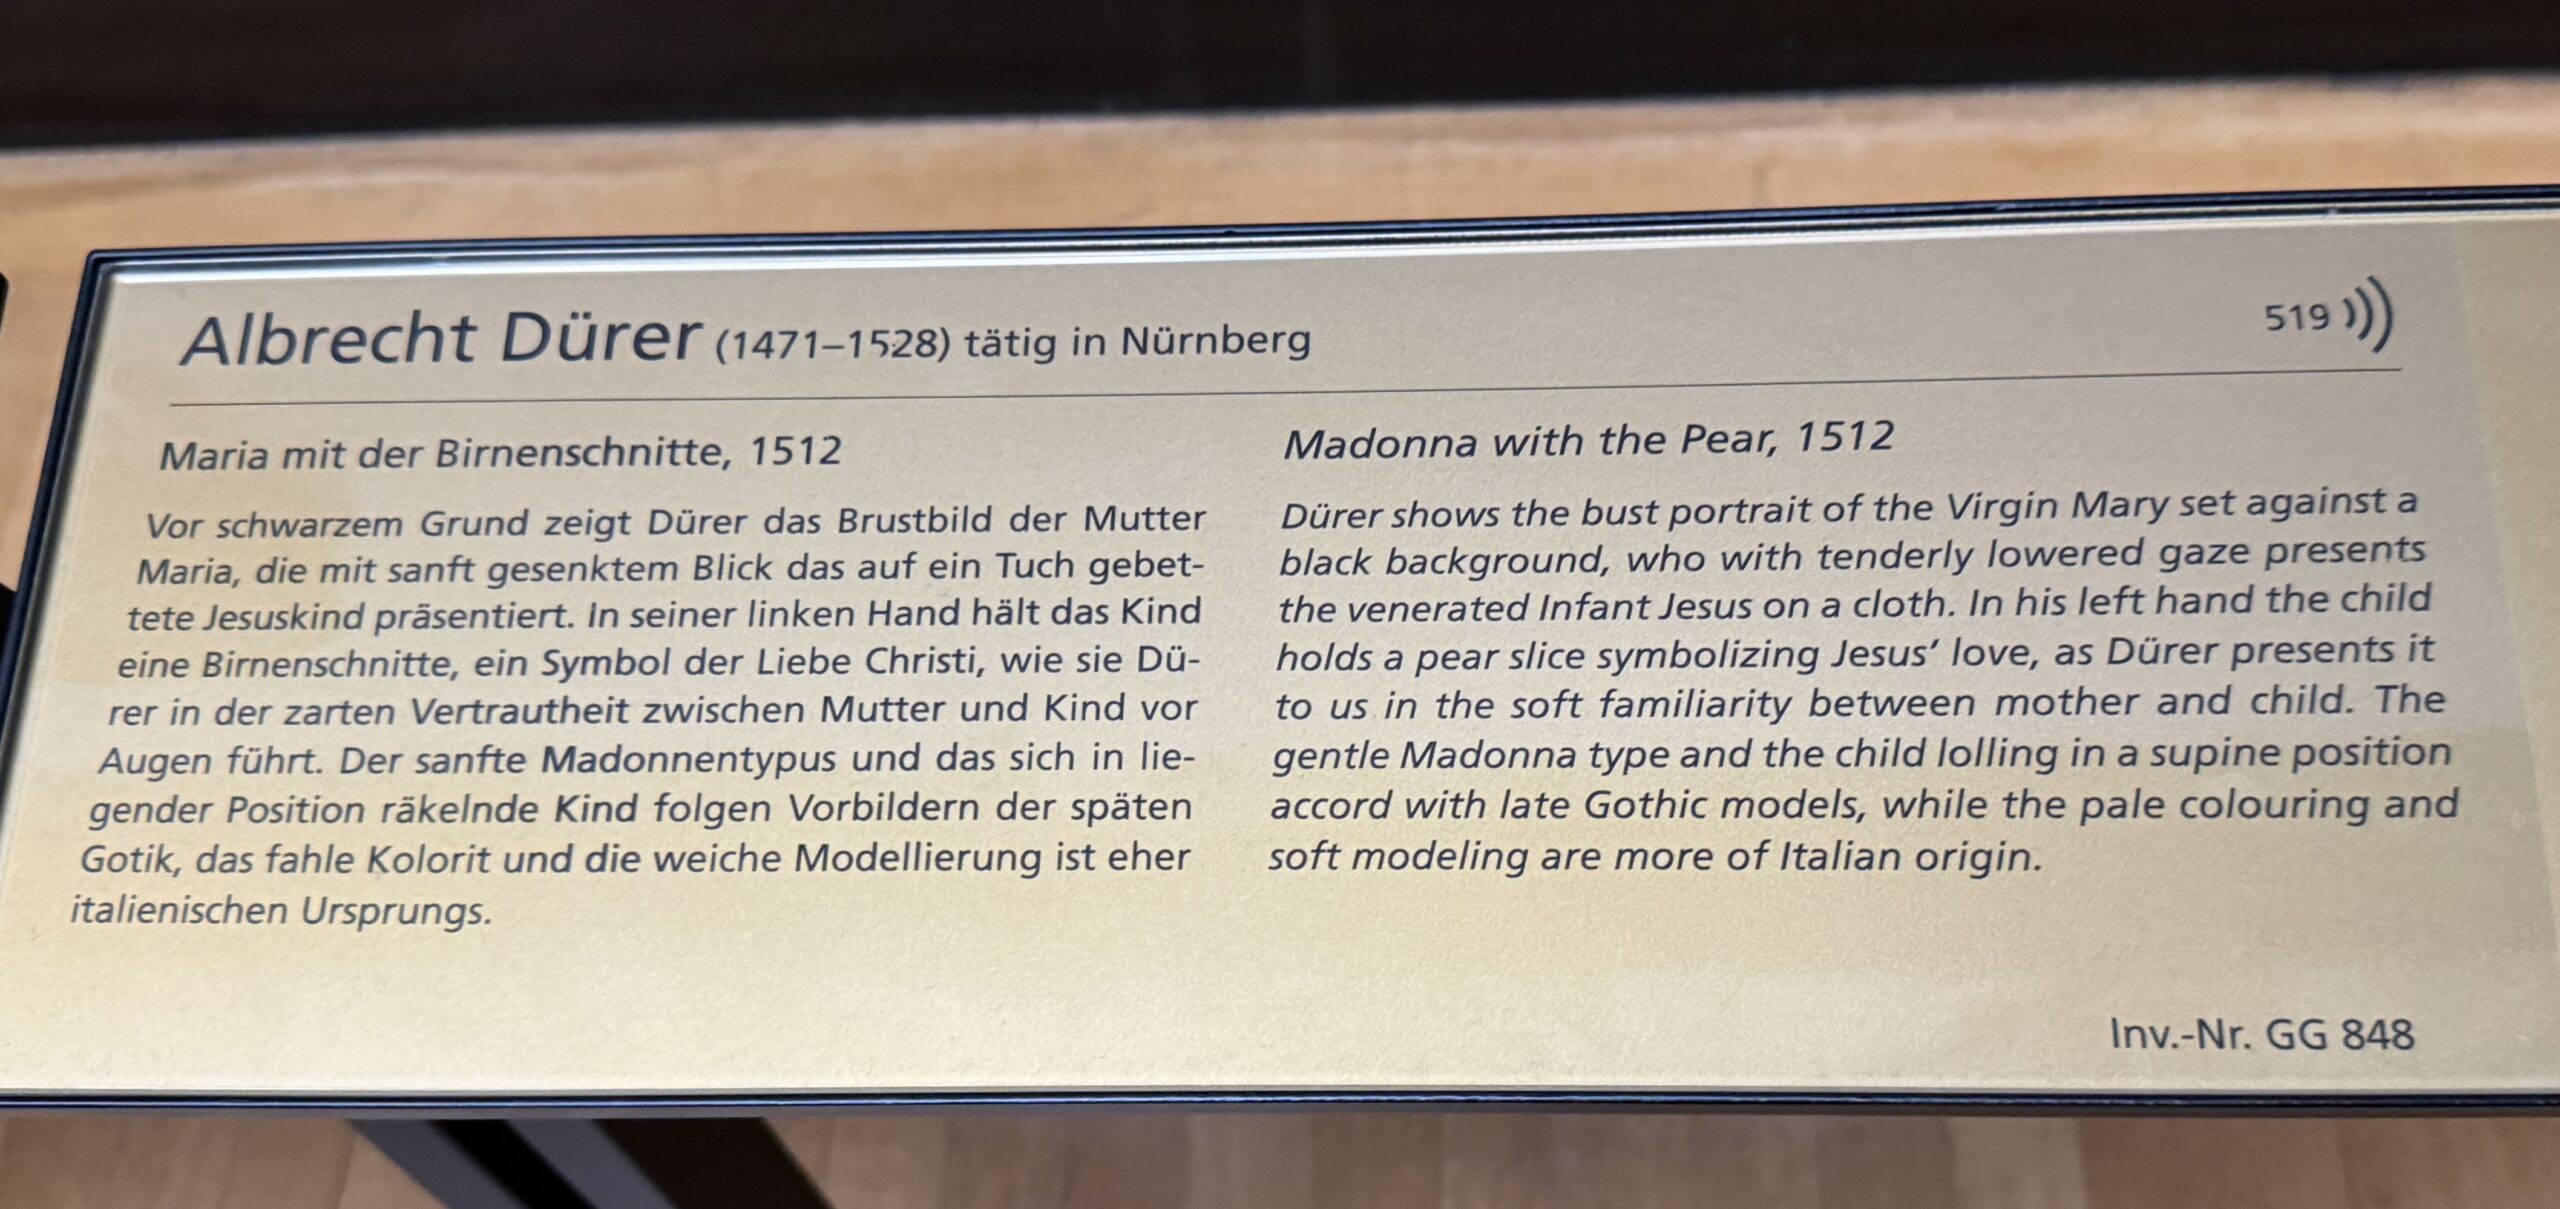 Albrecht Dürer (1471–1528) tätig in Nürnberg
519
Maria mit der Birnenschnitte, 1512
Vor schwarzem Grund zeigt Dürer das Brustbild der Mutter
Maria, die mit sanft gesenktem Blick das auf ein Tuch gebet-
tete Jesuskind präsentiert. In seiner linken Hand hält das Kind
eine Birnenschnitte, ein Symbol der Liebe Christi, wie sie Dü-
rer in der zarten Vertrautheit zwischen Mutter und Kind vor
Augen führt. Der sanfte Madonnentypus und das sich in lie-
gender Position räkelnde Kind folgen Vorbildern der späten
Gotik, das fahle Kolorit und die weiche Modellierung ist eher
italienischen Ursprungs.
Madonna with the Pear, 1512
Dürer shows the bust portrait of the Virgin Mary set against a
black background, who with tenderly lowered gaze presents
the venerated Infant Jesus on a cloth. In his left hand the child
holds a pear slice symbolizing Jesus’ love, as Dürer presents it
to us in the soft familiarity between mother and child. The
gentle Madonna type and the child lolling in a supine position
accord with late Gothic models, while the pale colouring and
soft modeling are more of Italian origin.
Inv.-Nr. GG 848